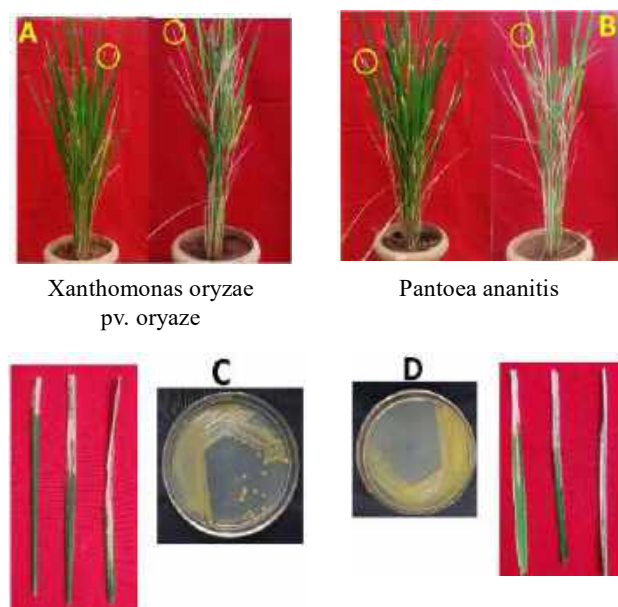 A
B
Xanthomonas oryzae
pv. oryaze
Pantoea ananitis
C
D